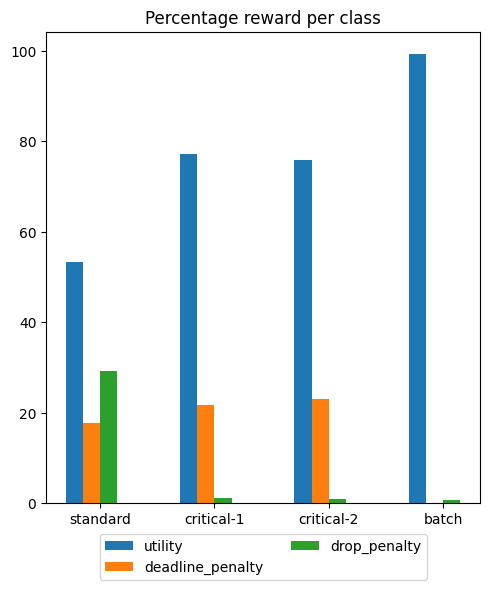 Percentage reward per class
100
80
60
40
20
0
standard critical-1 critical-2 batch
utility drop_penalty
deadline_penalty